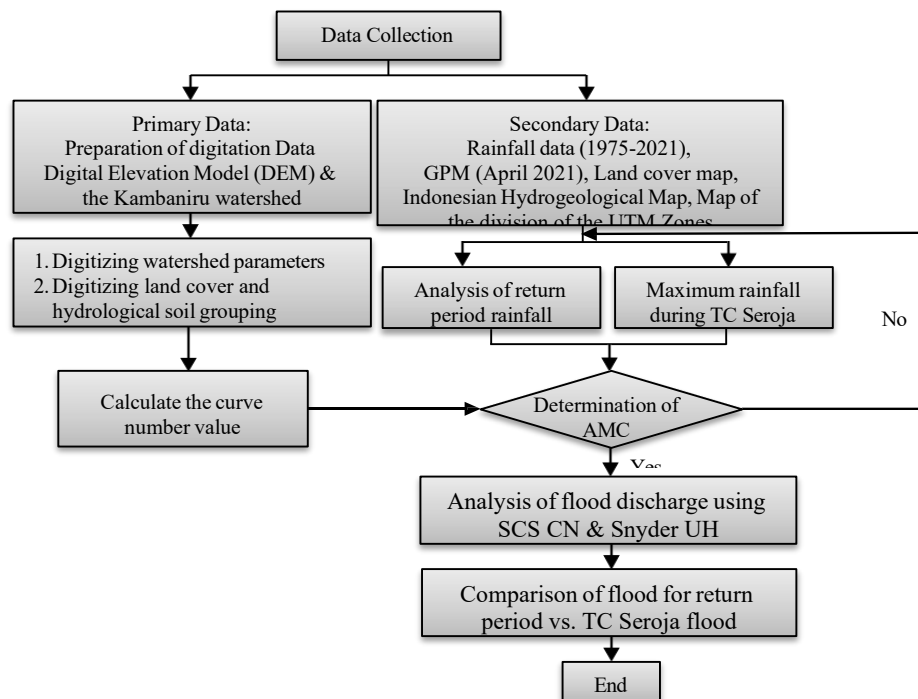 Data Collection
Primary Data:
Preparation of digitation Data
Digital Elevation Model (DEM) &
the Kambaniru watershed
Secondary Data:
Rainfall data (1975-2021),
GPM (April 2021), Land cover map,
Indonesian Hydrogeological Map, Map of
the division of the UTM Zones
1. Digitizing watershed parameters
2. Digitizing land cover and
hydrological soil grouping
Analysis of return
period rainfall
Maximum rainfall
during TC Seroja
No
Calculate the curve
number value
Determination of
AMC
Yes
Analysis of flood discharge using
SCS CN & Snyder UH
Comparison of flood for return
period vs. TC Seroja flood
End